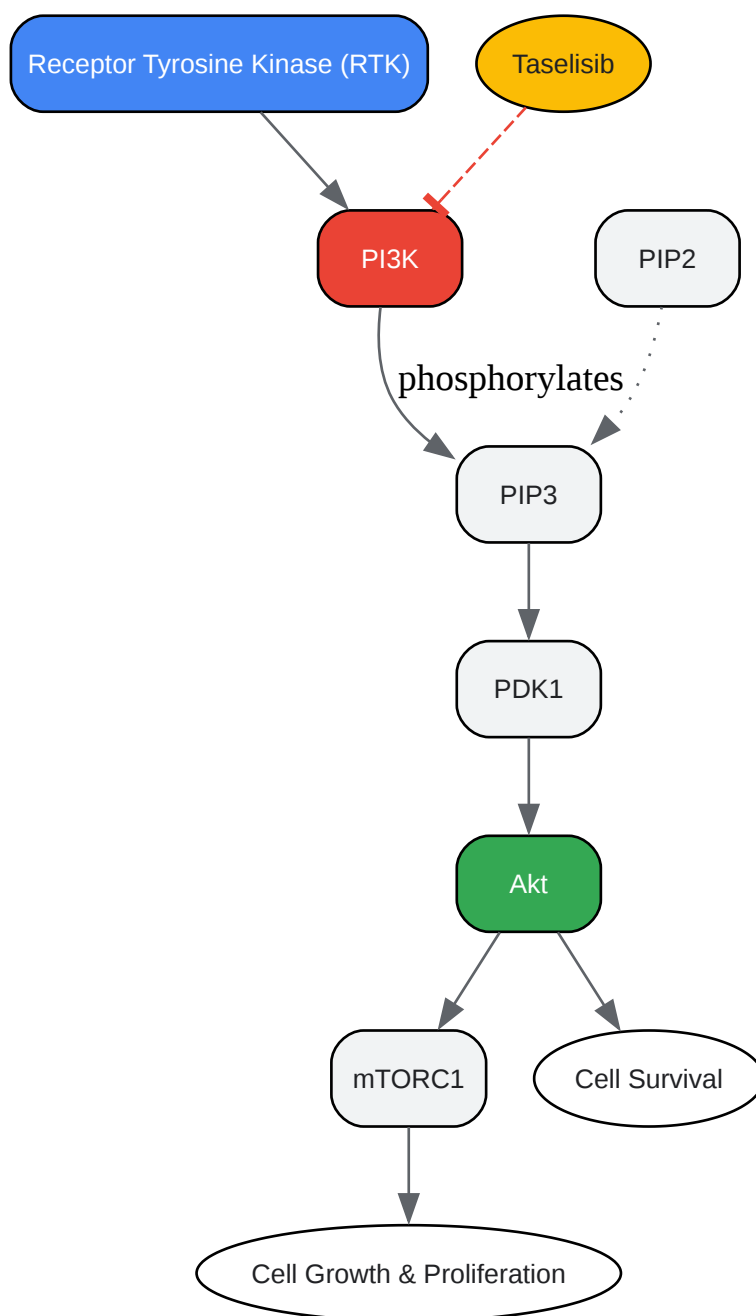 Receptor Tyrosine Kinase (RTK)
Taselisib
PI3K
PIP2
phosphorylates
PIP3
PDK1
Akt
mTORC1
Cell Survival
Cell Growth & Proliferation